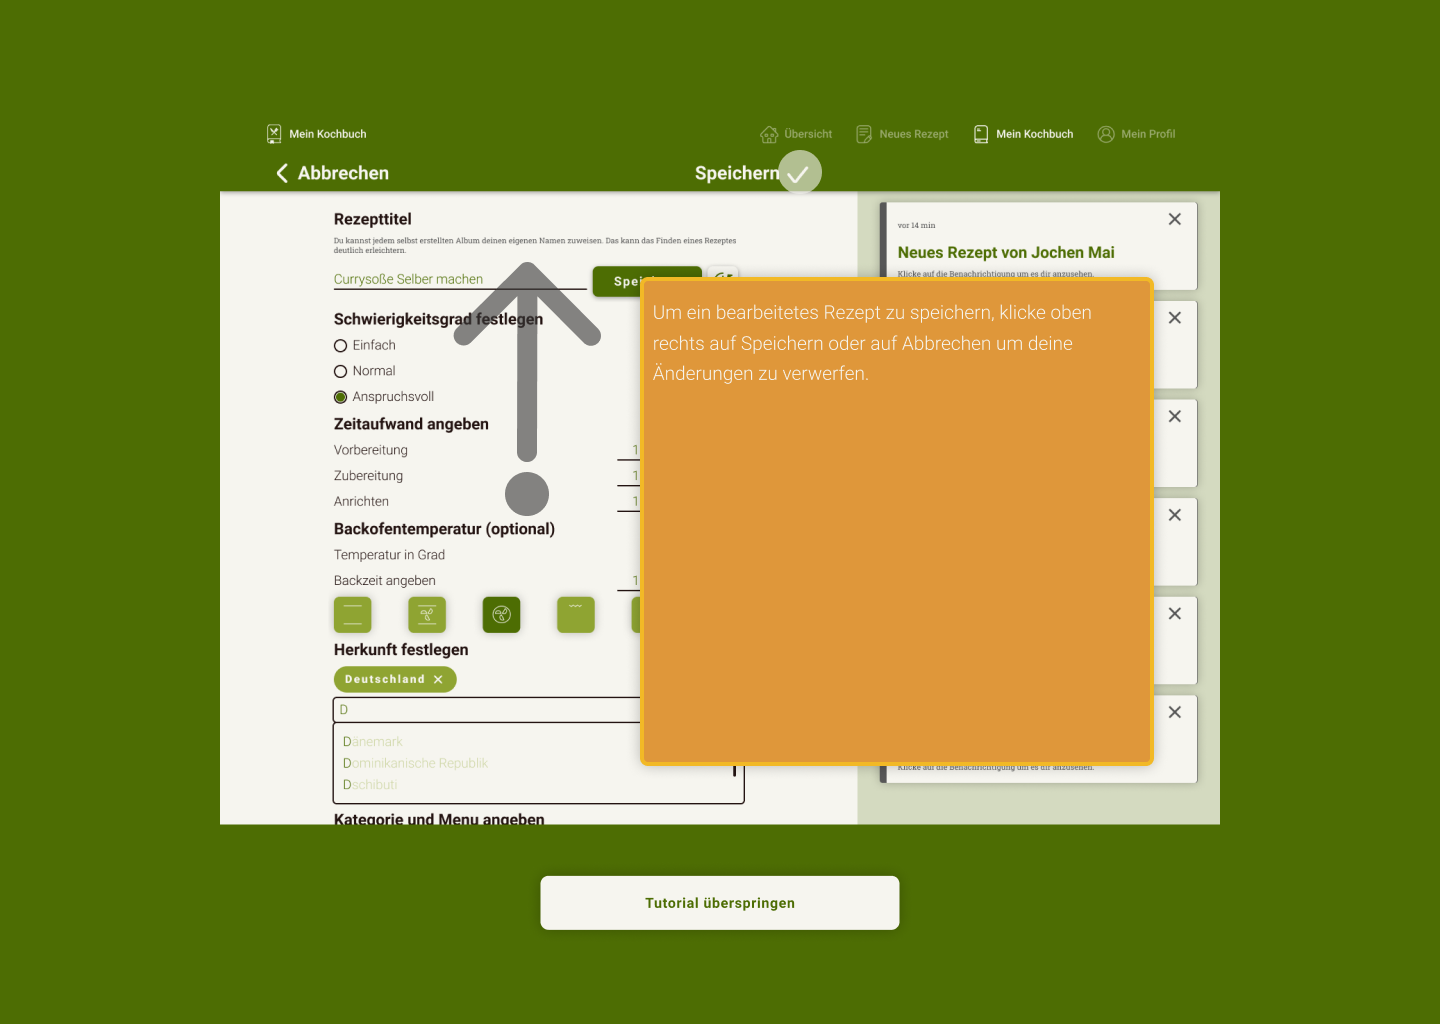 Mein Kochbuch
Übersicht
Neues Rezept
Mein Kochbuch
Mein Profil
Abbrechen
Speichern
Rezepttitel
Du kannst jedem selbst erstellten Album deinen eigenen Namen zuweisen. Das kann das Finden eines Rezeptes
deutlich erleichtern.
Currysoße Selber machen
Schwierigkeitsgrad festlegen
Einfach
Normal
Anspruchsvoll
Zeitaufwand angeben
Vorbereitung
1
Zubereitung
1
Anrichten
1
Backofentemperatur (optional)
Temperatur in Grad
Backzeit angeben
1
Herkunft festlegen
Deutschland
D
Dänemark
Dominikanische Republik
Dschibuti
Kategorie und Menu angeben
vor 14 min
Neues Rezept von Jochen Mai
Klicke auf die Benachrichtigung um es dir anzusehen.
Um ein bearbeitetes Rezept zu speichern, klicke oben
rechts auf Speichern oder auf Abbrechen um deine
Änderungen zu verwerfen.
Klicke auf die Benachrichtigung um es dir anzusehen.
Tutorial überspringen